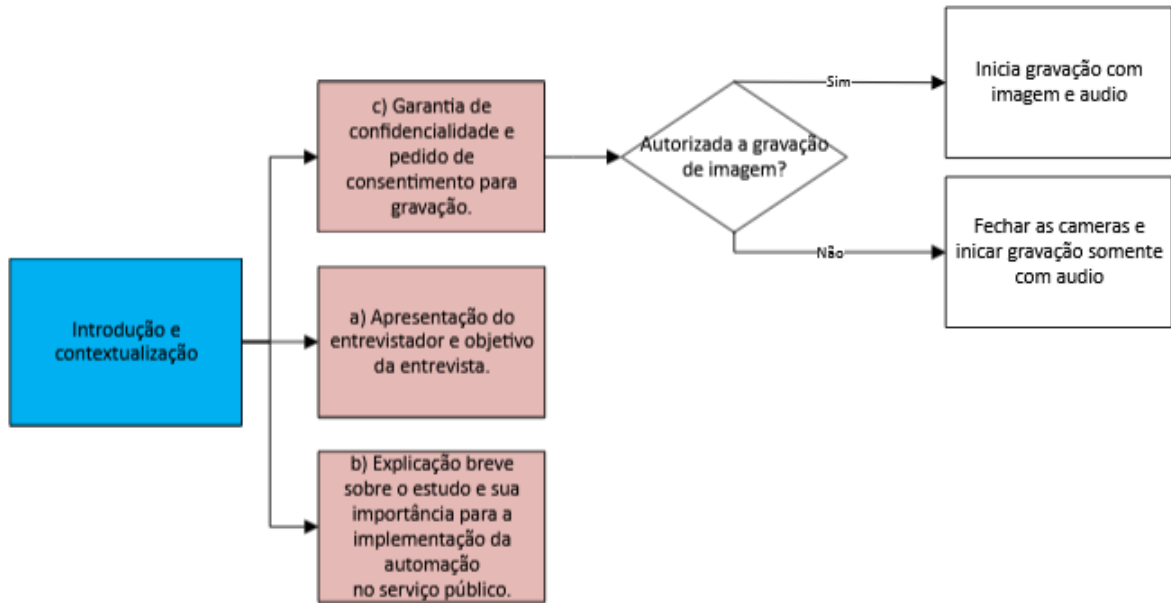 Introdução e
contextualização
c) Garantia de
confidencialidade e
pedido de
consentimento para
gravação.
a) Apresentação do
entrevistador e objetivo
da entrevista.
b) Explicação breve
sobre o estudo e sua
importância para a
implementação da
automação
no serviço público.
Autorizada a gravação
de imagem?
Sim
Não
Inicia gravação com
imagem e audio
Fechar as cameras e
inicar gravação somente
com audio